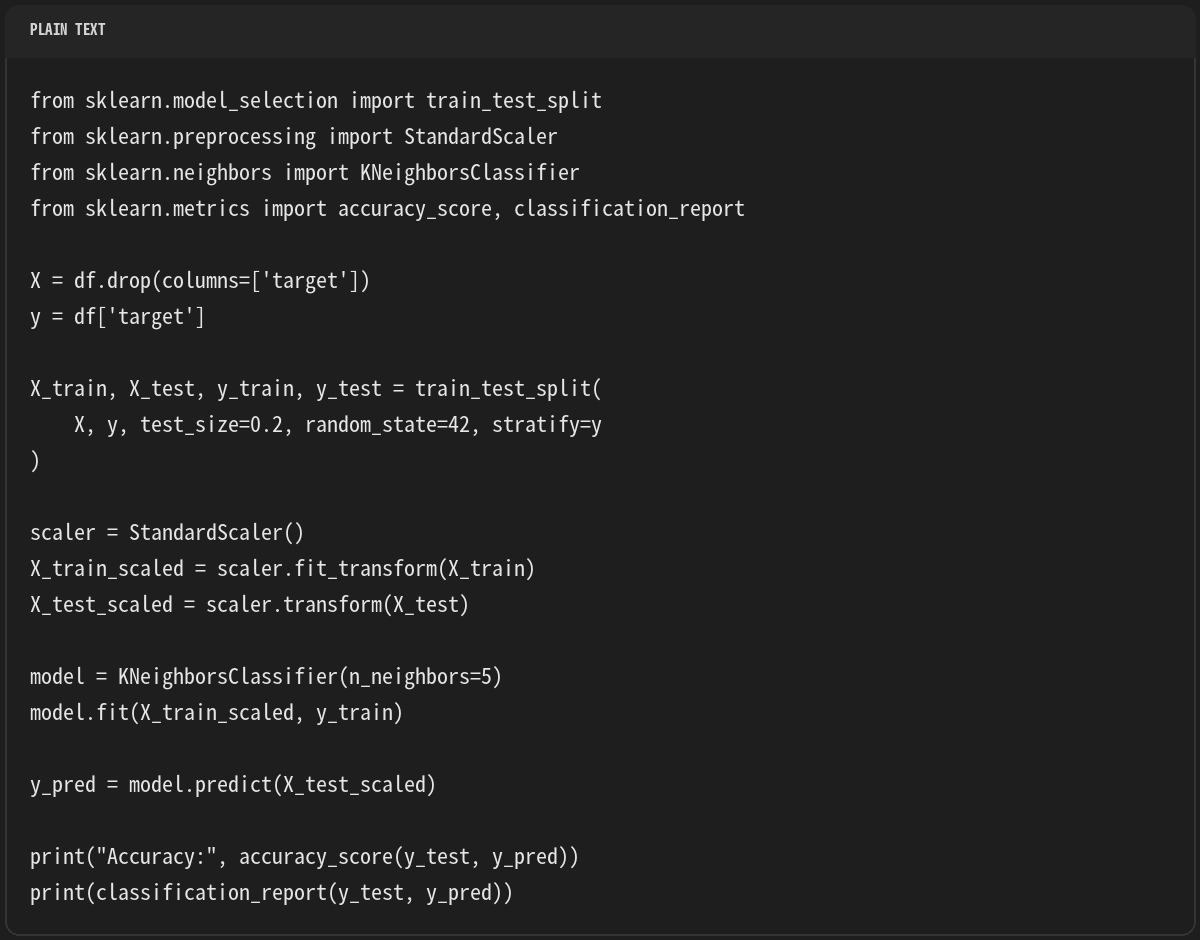 PLAIN TEXT
from sklearn.model_selection import train_test_split
from sklearn.preprocessing import StandardScaler
from sklearn.neighbors import KNeighborsClassifier
from sklearn.metrics import accuracy_score, classification_report

X = df.drop(columns=['target'])
y = df['target']

X_train, X_test, y_train, y_test = train_test_split(
    X, y, test_size=0.2, random_state=42, stratify=y
)

scaler = StandardScaler()
X_train_scaled = scaler.fit_transform(X_train)
X_test_scaled = scaler.transform(X_test)

model = KNeighborsClassifier(n_neighbors=5)
model.fit(X_train_scaled, y_train)

y_pred = model.predict(X_test_scaled)

print("Accuracy:", accuracy_score(y_test, y_pred))
print(classification_report(y_test, y_pred))